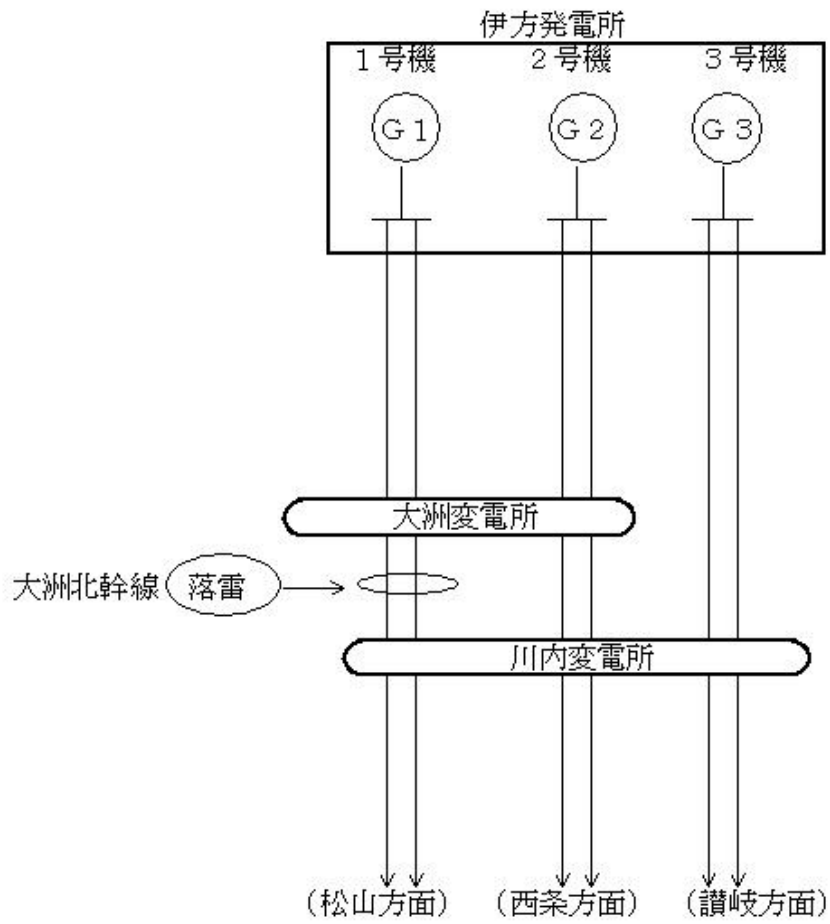 伊方発電所
1号機 2号機 3号機
G1 G2 G3
大洲変電所
大洲北幹線 落雷
川内変電所
(松山方面) (西条方面) (讃岐方面)